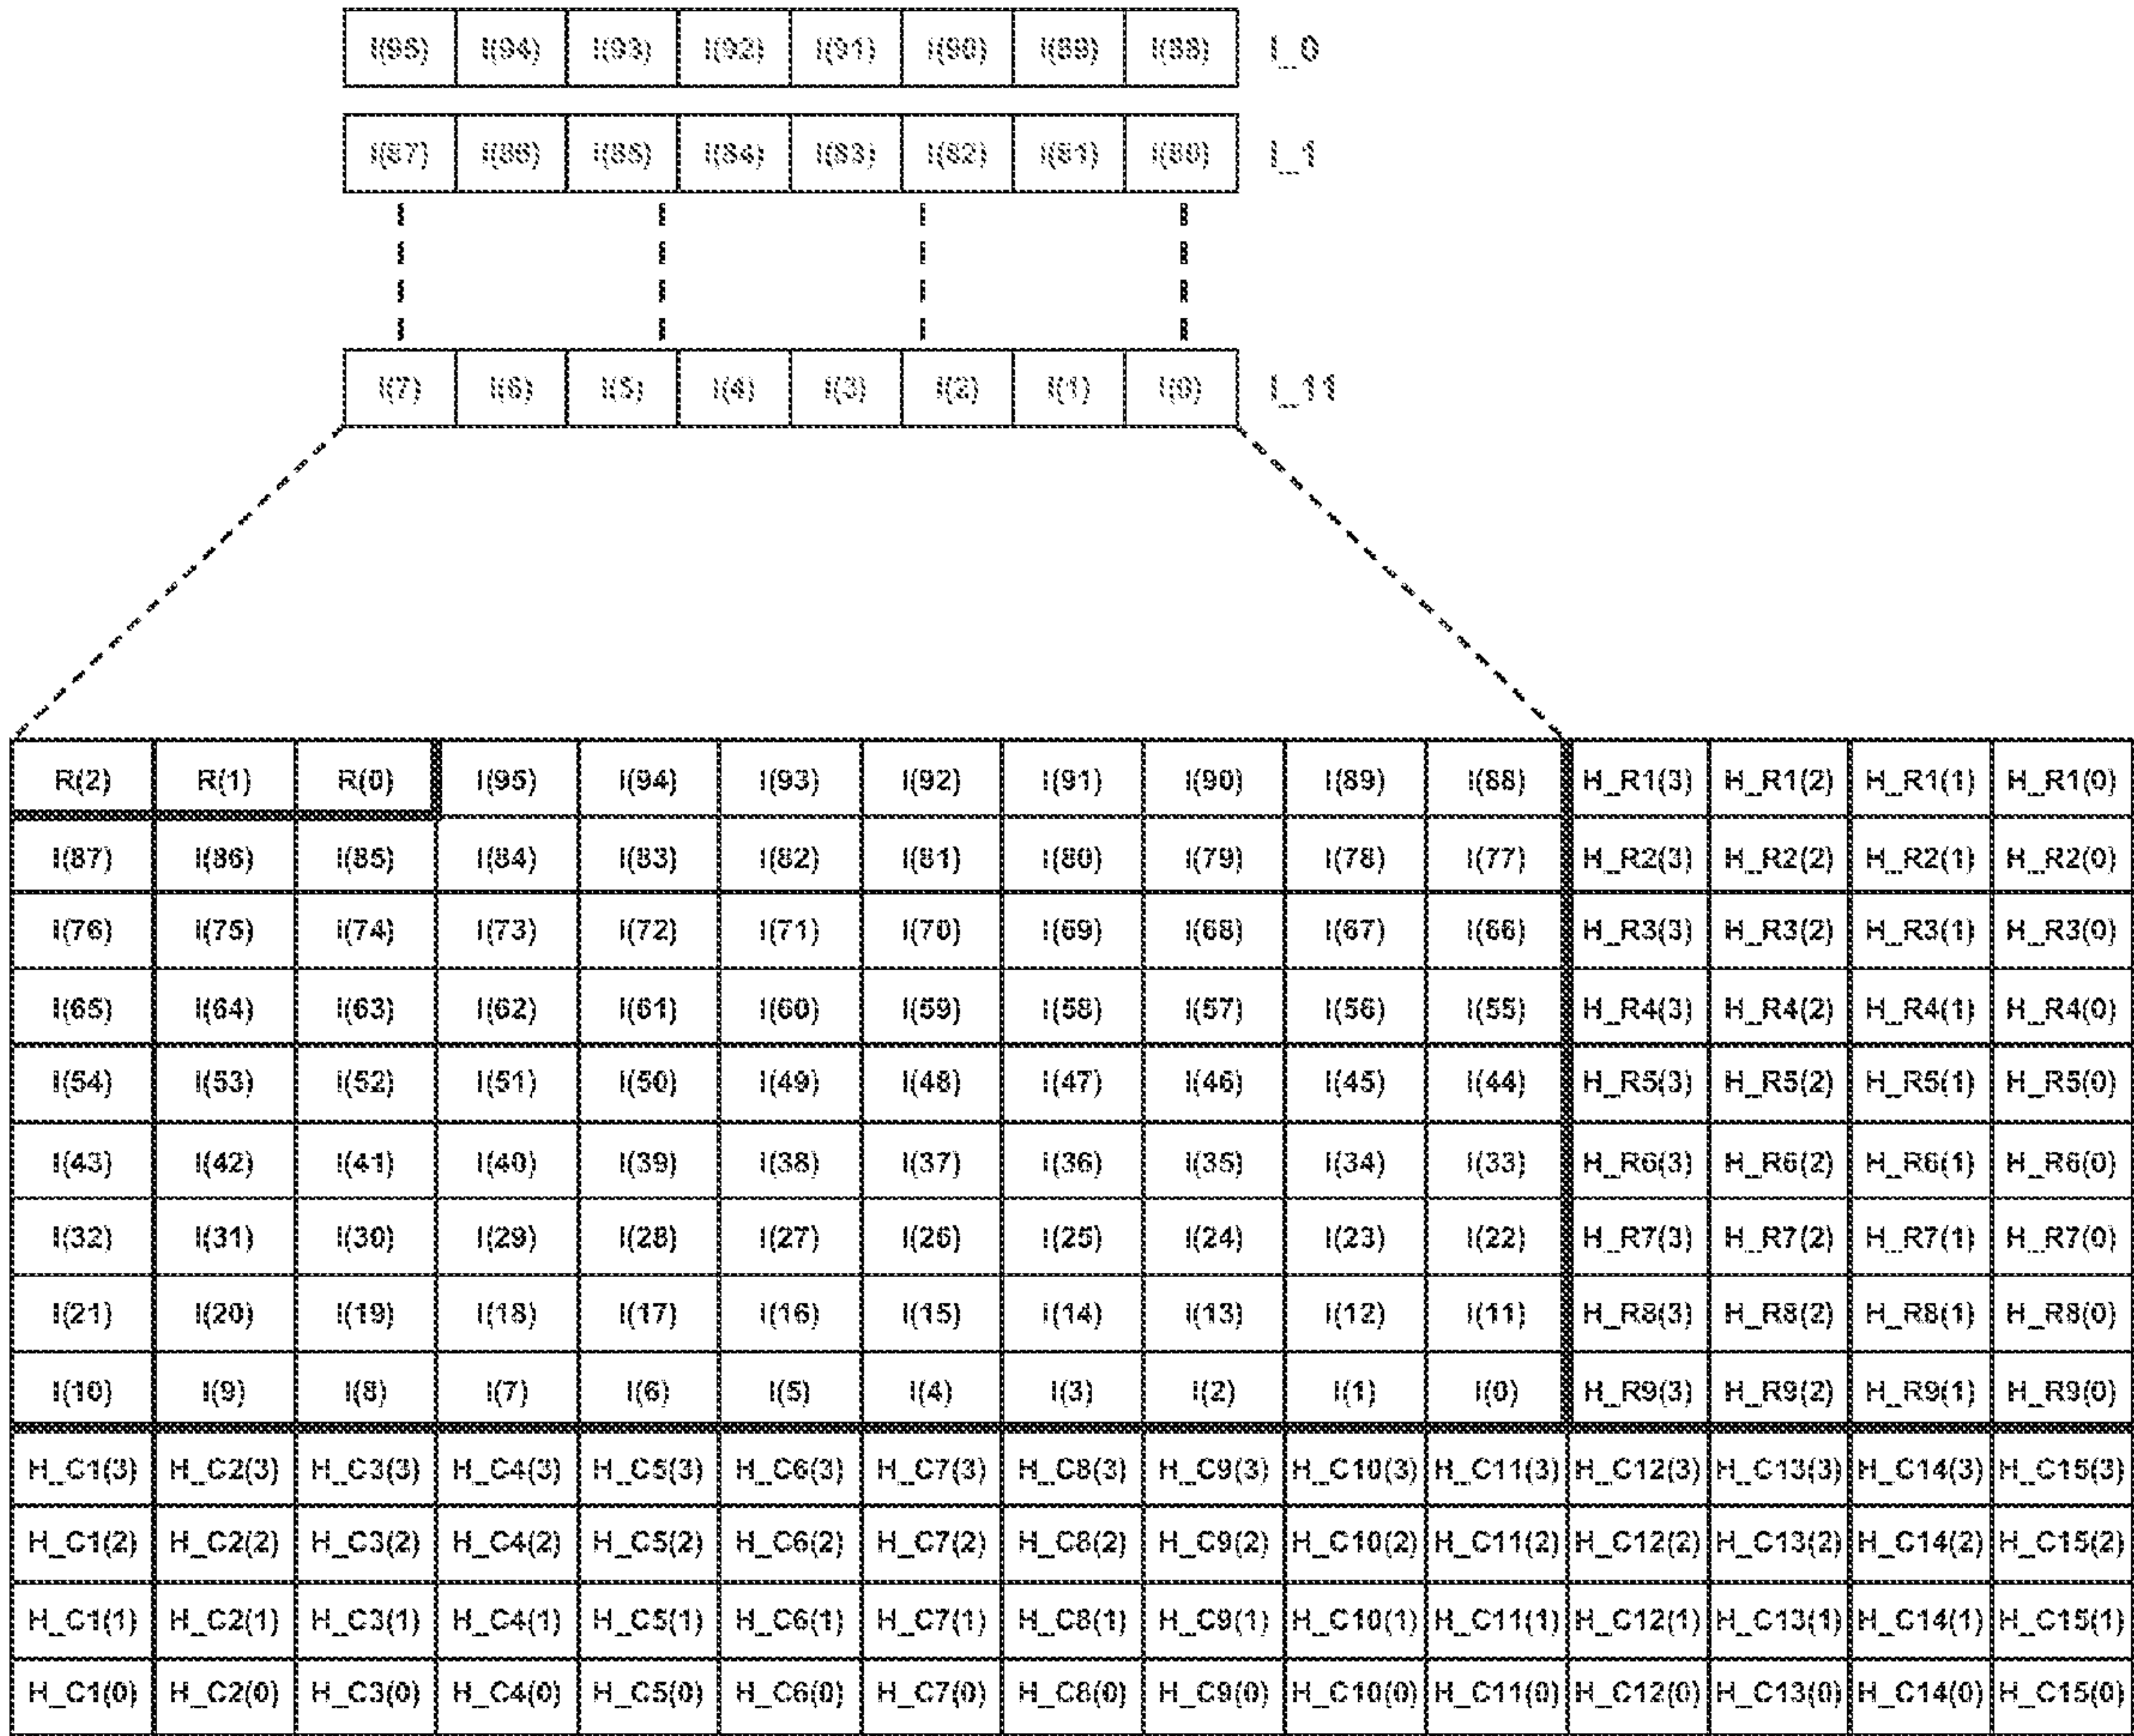 I(95) I(94) I(93) I(92) I(91) I(90) I(89) I(88) I_0
I(87) I(86) I(85) I(84) I(83) I(82) I(81) I(80) I_1
I(7) I(6) I(5) I(4) I(3) I(2) I(1) I(0) I_11
R(2) R(1) R(0) I(95) I(94) I(93) I(92) I(91) I(90) I(89) I(88) H_R1(3) H_R1(2) H_R1(1) H_R1(0)
I(87) I(86) I(85) I(84) I(83) I(82) I(81) I(80) I(79) I(78) I(77) H_R2(3) H_R2(2) H_R2(1) H_R2(0)
I(76) I(75) I(74) I(73) I(72) I(71) I(70) I(69) I(68) I(67) I(66) H_R3(3) H_R3(2) H_R3(1) H_R3(0)
I(65) I(64) I(63) I(62) I(61) I(60) I(59) I(58) I(57) I(56) I(55) H_R4(3) H_R4(2) H_R4(1) H_R4(0)
I(54) I(53) I(52) I(51) I(50) I(49) I(48) I(47) I(46) I(45) I(44) H_R5(3) H_R5(2) H_R5(1) H_R5(0)
I(43) I(42) I(41) I(40) I(39) I(38) I(37) I(36) I(35) I(34) I(33) H_R6(3) H_R6(2) H_R6(1) H_R6(0)
I(32) I(31) I(30) I(29) I(28) I(27) I(26) I(25) I(24) I(23) I(22) H_R7(3) H_R7(2) H_R7(1) H_R7(0)
I(21) I(20) I(19) I(18) I(17) I(16) I(15) I(14) I(13) I(12) I(11) H_R8(3) H_R8(2) H_R8(1) H_R8(0)
I(10) I(9) I(8) I(7) I(6) I(5) I(4) I(3) I(2) I(1) I(0) H_R9(3) H_R9(2) H_R9(1) H_R9(0)
H_C1(3) H_C2(3) H_C3(3) H_C4(3) H_C5(3) H_C6(3) H_C7(3) H_C8(3) H_C9(3) H_C10(3) H_C11(3) H_C12(3) H_C13(3) H_C14(3) H_C15(3)
H_C1(2) H_C2(2) H_C3(2) H_C4(2) H_C5(2) H_C6(2) H_C7(2) H_C8(2) H_C9(2) H_C10(2) H_C11(2) H_C12(2) H_C13(2) H_C14(2) H_C15(2)
H_C1(1) H_C2(1) H_C3(1) H_C4(1) H_C5(1) H_C6(1) H_C7(1) H_C8(1) H_C9(1) H_C10(1) H_C11(1) H_C12(1) H_C13(1) H_C14(1) H_C15(1)
H_C1(0) H_C2(0) H_C3(0) H_C4(0) H_C5(0) H_C6(0) H_C7(0) H_C8(0) H_C9(0) H_C10(0) H_C11(0) H_C12(0) H_C13(0) H_C14(0) H_C15(0)